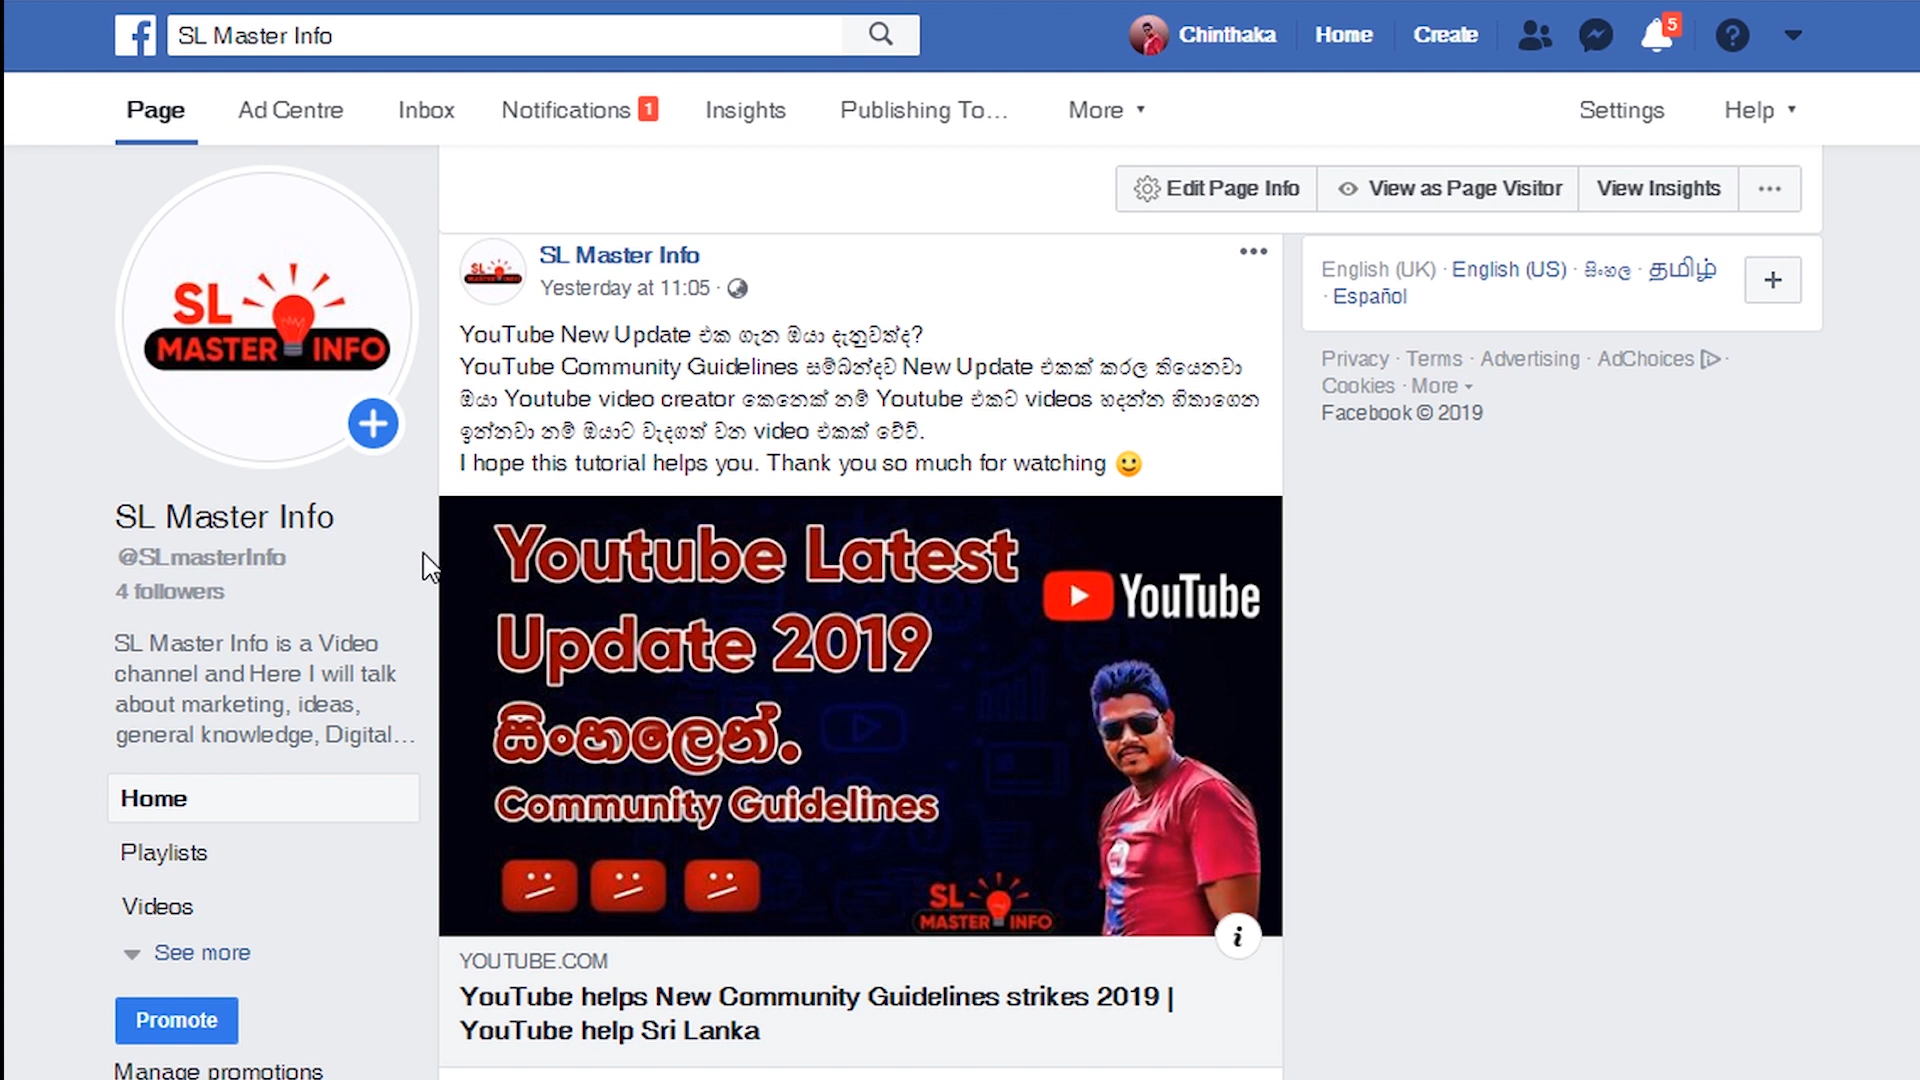 SL Master Info
Chinthaka
Home
Create
5
Page
Ad Centre
Inbox
Notifications 1
Insights
Publishing To...
More
Settings
Help
Edit Page Info
View as Page Visitor
View Insights
SL
MASTER INFO
SL Master Info
@SLmasterInfo
4 followers
SL Master Info is a Video
channel and Here I will talk
about marketing, ideas,
general knowledge, Digital...
Home
Playlists
Videos
See more
Promote
Manage promotions
SL
MASTER INFO
SL Master Info
Yesterday at 11:05 ·
YouTube New Update එක ගැන ඔයා දැනුවත්ද?
YouTube Community Guidelines සම්බන්දව New Update එකක් කරල තියෙනවා
ඔයා Youtube video creator කෙනෙක් නම් Youtube එකට videos හදන්න හිතාගෙන
ඉන්නවා නම් ඔයාට වැදගත් වන video එකක් වේවි.
I hope this tutorial helps you. Thank you so much for watching 🙂
Youtube Latest
Update 2019
සිංහලෙන්.
Community Guidelines
YouTube
SL
MASTER INFO
YOUTUBE.COM
YouTube helps New Community Guidelines strikes 2019 |
YouTube help Sri Lanka
English (UK) · English (US) · සිංහල · தமிழ்
· Español
Privacy · Terms · Advertising · AdChoices ·
Cookies · More
Facebook © 2019